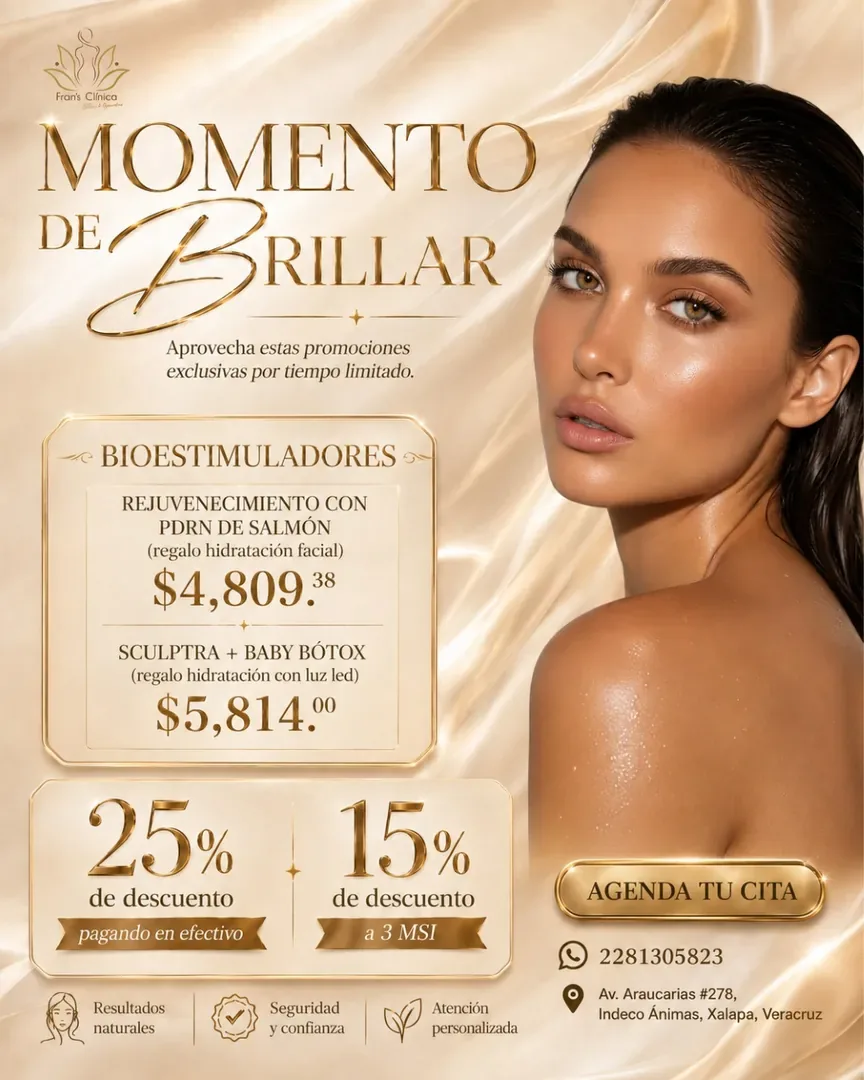 Fran's Clínica
MOMENTO
DE BRILLAR
Aprovecha estas promociones
exclusivas por tiempo limitado.
BIOESTIMULADORES
REJUVENECIMIENTO CON
PDRN DE SALMÓN
(regalo hidratación facial)
$4,809.38
SCULPTRA + BABY BÓTOX
(regalo hidratación con luz led)
$5,814.00
25%
de descuento
pagando en efectivo
15%
de descuento
a 3 MSI
AGENDA TU CITA
2281305823
Av. Araucarias #278,
Indeco Ánimas, Xalapa, Veracruz
Resultados
naturales
Seguridad
y confianza
Atención
personalizada